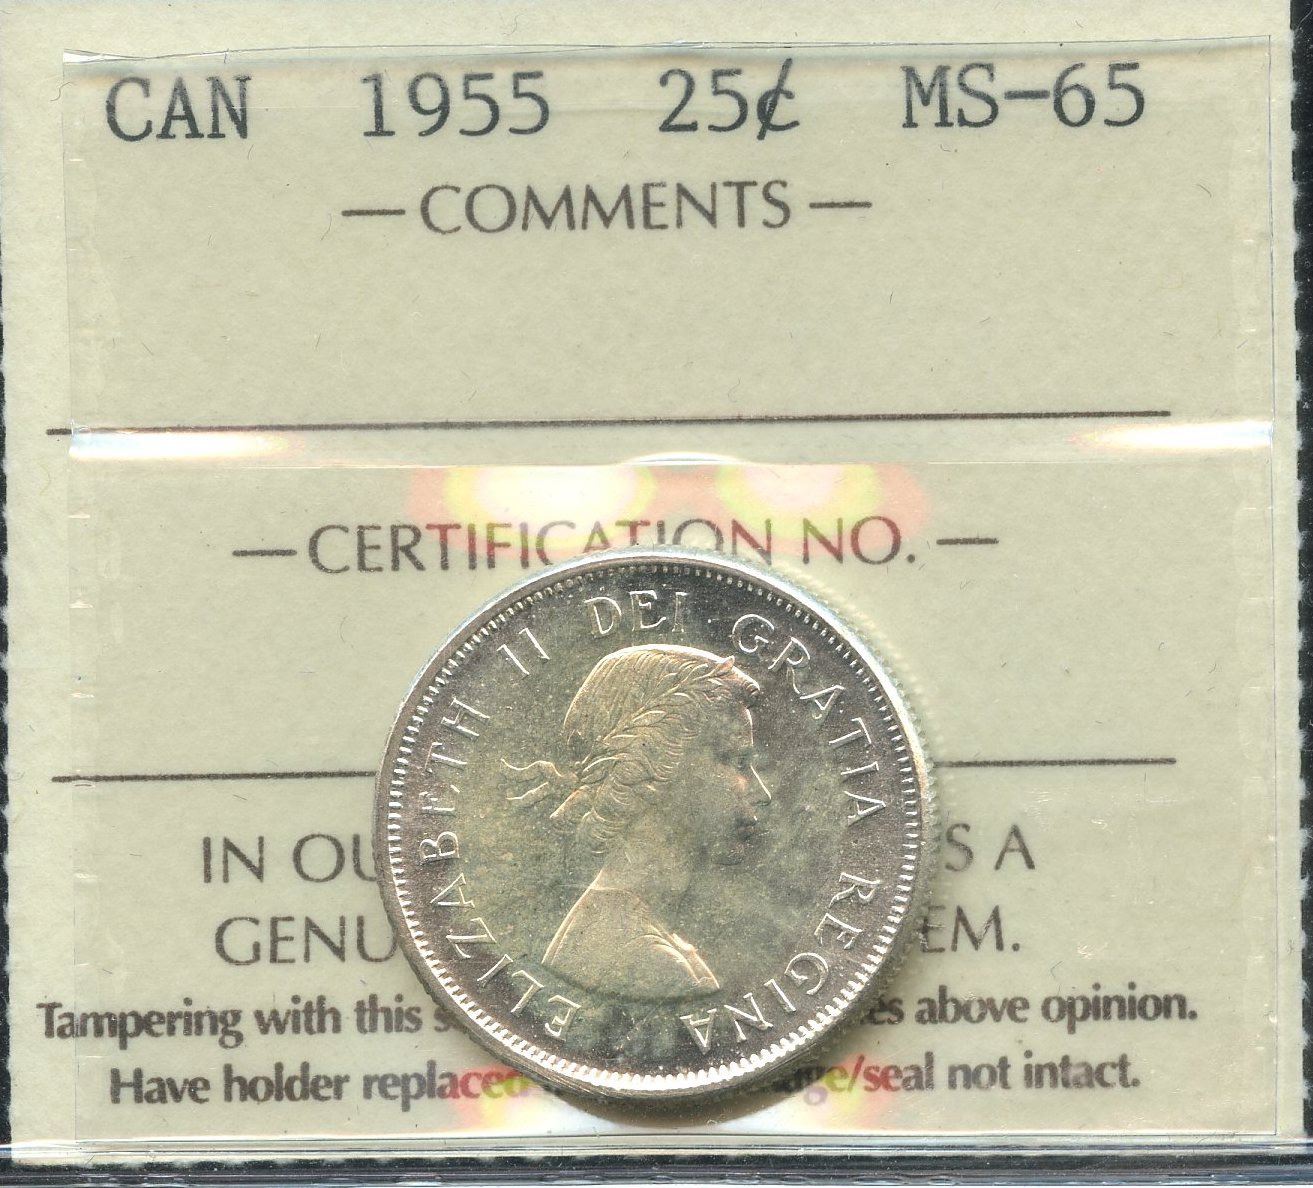 CAN 1955 25¢ MS-65
— COMMENTS —
— CERTIFICATION NO. —
ELIZABETH II DEI GRATIA REGINA
IN OU S A
GENU EM.
Tampering with this s es above opinion.
Have holder replaced ge/seal not intact.